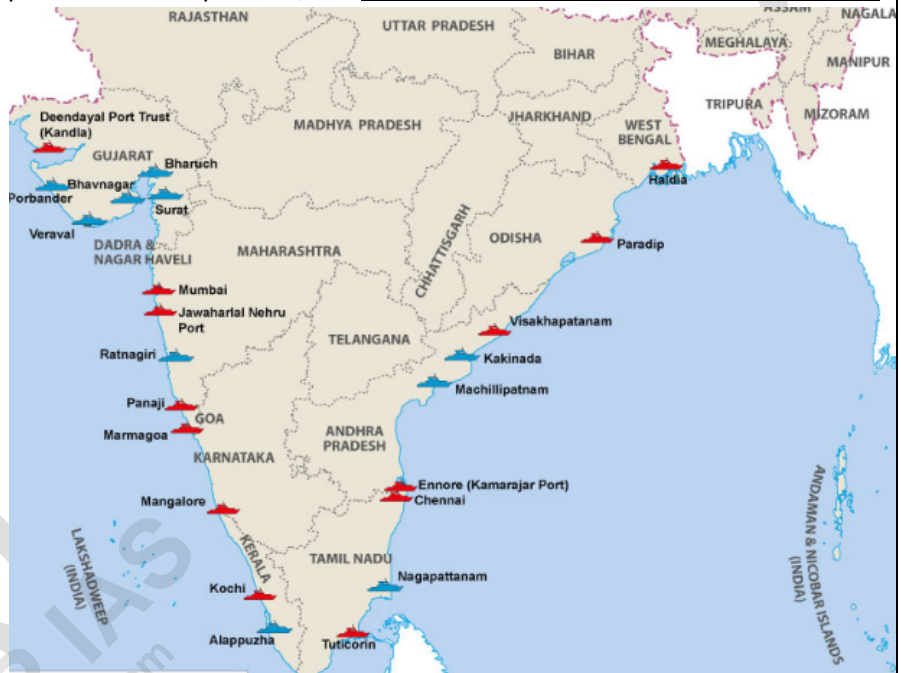 RAJASTHAN
UTTAR PRADESH
ASSAM
NAGALA
BIHAR
MEGHALAYA
MANIPUR
TRIPURA
MIZORAM
Deendayal Port Trust
(Kandla)
GUJARAT
MADHYA PRADESH
JHARKHAND
WEST
BENGAL
Bharuch
Bhavnagar
Porbander
Surat
Haldia
Veraval
DADRA &
NAGAR HAVELI
MAHARASHTRA
CHHATTISGARH
ODISHA
Paradip
Mumbai
Jawaharlal Nehru
Port
TELANGANA
Visakhapatanam
Ratnagiri
Kakinada
Machillipatnam
Panaji
GOA
Marmagoa
ANDHRA
PRADESH
KARNATAKA
Ennore (Kamarajar Port)
Chennai
Mangalore
LAKSHADWEEP
(INDIA)
KERALA
TAMIL NADU
Nagapattanam
Kochi
Alappuzha
Tuticorin
ANDAMAN & NICOBAR ISLANDS
(INDIA)
IAS